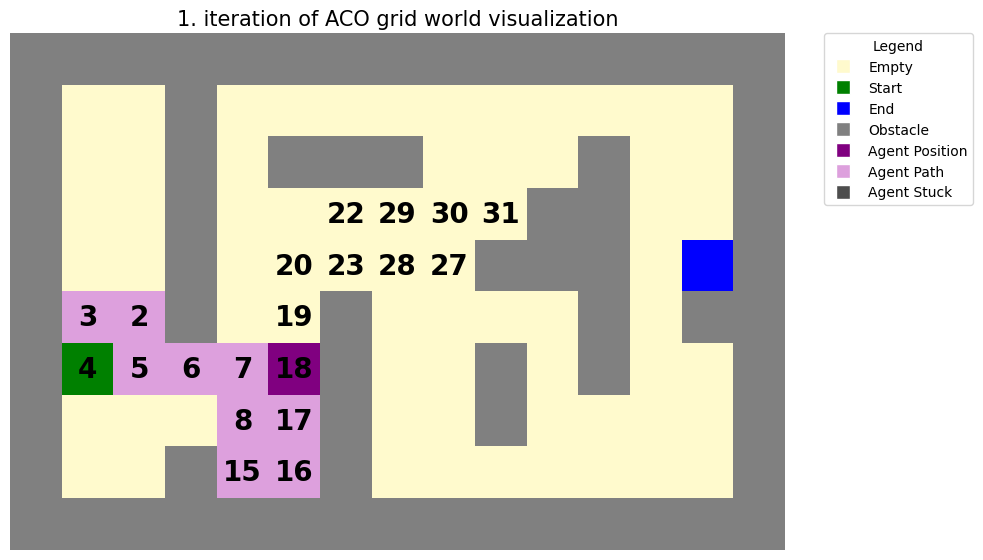 1. iteration of ACO grid world visualization
Legend
Empty
Start
End
Obstacle
Agent Position
Agent Path
Agent Stuck
22 29 30 31
20 23 28 27
3 2 19
4 5 6 7 18
8 17
15 16